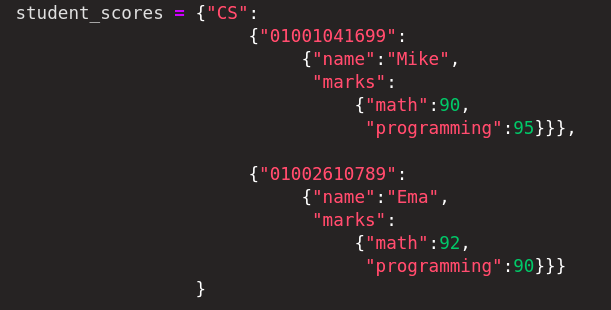 student_scores = {"CS":
{"01001041699":
{"name":"Mike",
"marks":
{"math":90,
"programming":95}}},
{"01002610789":
{"name":"Ema",
"marks":
{"math":92,
"programming":90}}}
}